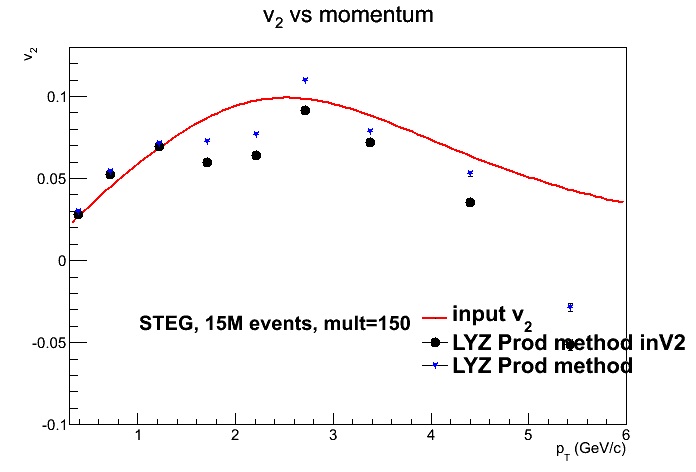 v2 vs momentum
v2
0.1
0.05
0
-0.05
-0.1
STEG, 15M events, mult=150
input v2
LYZ Prod method inV2
LYZ Prod method
1 2 3 4 5 6
pT (GeV/c)